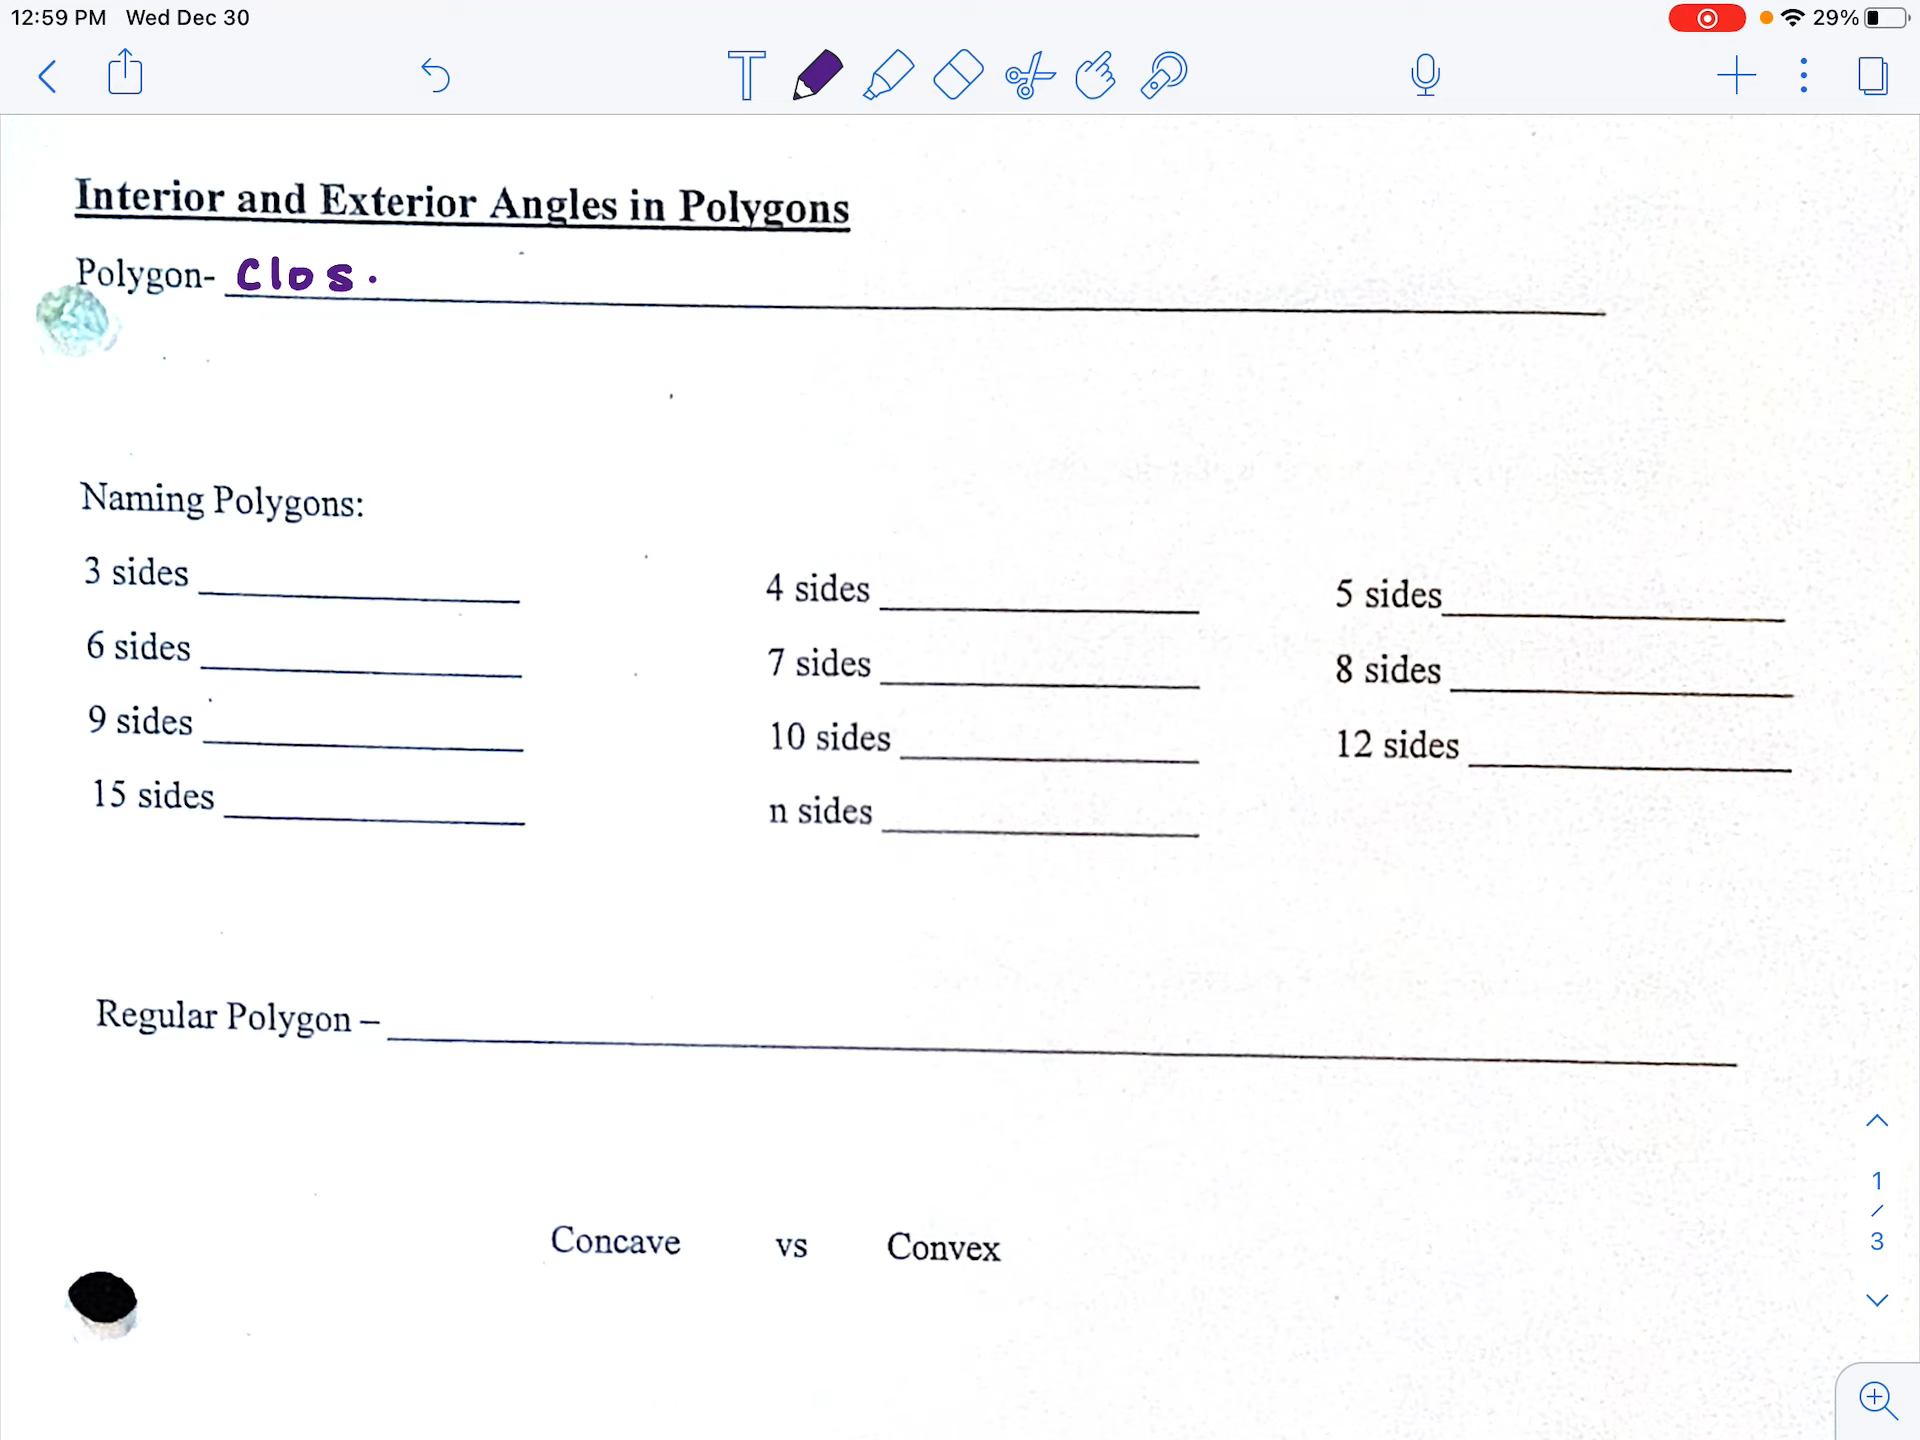 12:59 PM Wed Dec 30 29%
Interior and Exterior Angles in Polygons
Polygon- Clos.
Naming Polygons:
3 sides 4 sides 5 sides
6 sides 7 sides 8 sides
9 sides 10 sides 12 sides
15 sides n sides
Regular Polygon –
Concave vs Convex
1
/
3